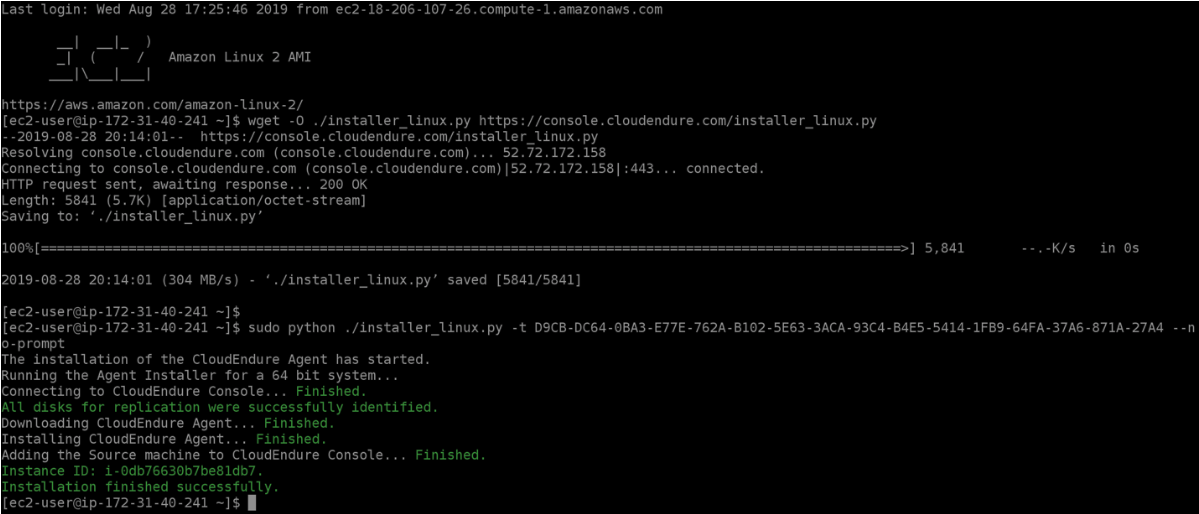 Last login: Wed Aug 28 17:25:46 2019 from ec2-18-206-107-26.compute-1.amazonaws.com
__|  __|_  )
_|  (     /   Amazon Linux 2 AMI
___|\___|___|
https://aws.amazon.com/amazon-linux-2/
[ec2-user@ip-172-31-40-241 ~]$ wget -O ./installer_linux.py https://console.cloudendure.com/installer_linux.py
--2019-08-28 20:14:01--  https://console.cloudendure.com/installer_linux.py
Resolving console.cloudendure.com (console.cloudendure.com)... 52.72.172.158
Connecting to console.cloudendure.com (console.cloudendure.com)|52.72.172.158|:443... connected.
HTTP request sent, awaiting response... 200 OK
Length: 5841 (5.7K) [application/octet-stream]
Saving to: ‘./installer_linux.py’
100%[============================================================================================================>] 5,841       --.-K/s   in 0s
2019-08-28 20:14:01 (304 MB/s) - ‘./installer_linux.py’ saved [5841/5841]
[ec2-user@ip-172-31-40-241 ~]$
[ec2-user@ip-172-31-40-241 ~]$ sudo python ./installer_linux.py -t D9CB-DC64-0BA3-E77E-762A-B102-5E63-3ACA-93C4-B4E5-5414-1FB9-64FA-37A6-871A-27A4 --n
o-prompt
The installation of the CloudEndure Agent has started.
Running the Agent Installer for a 64 bit system...
Connecting to CloudEndure Console... Finished.
All disks for replication were successfully identified.
Downloading CloudEndure Agent... Finished.
Installing CloudEndure Agent... Finished.
Adding the Source machine to CloudEndure Console... Finished.
Instance ID: i-0db76630b7be81db7.
Installation finished successfully.
[ec2-user@ip-172-31-40-241 ~]$